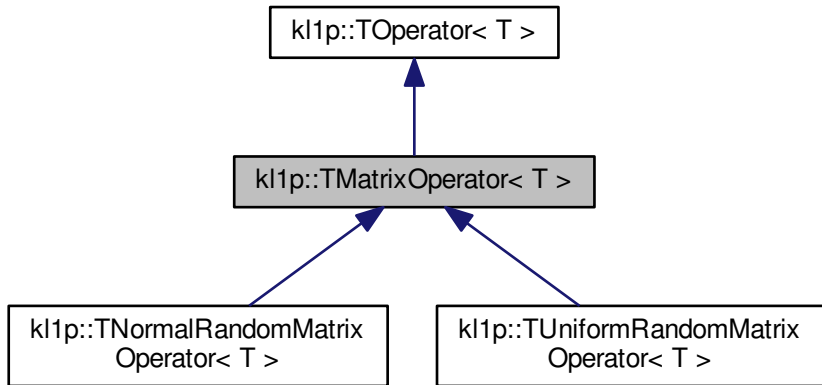 kl1p::TOperator< T >
kl1p::TMatrixOperator< T >
kl1p::TNormalRandomMatrix
Operator< T >
kl1p::TUniformRandomMatrix
Operator< T >